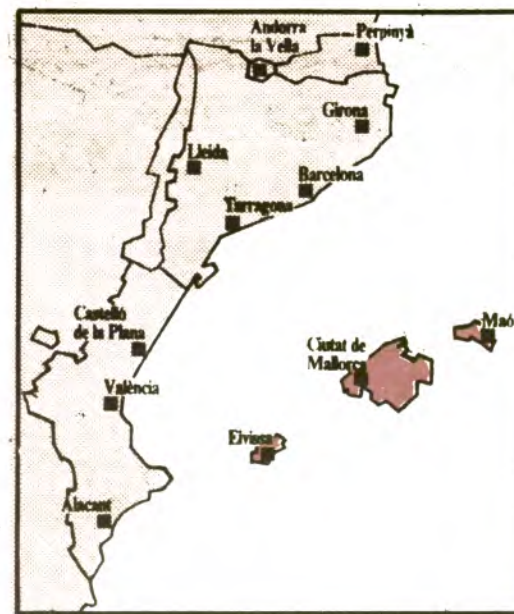 Andorra
la Vella
Perpinyà
Girona
Lleida
Barcelona
Tarragona
Castelló
de la Plana
Maó
Ciutat de
Mallorca
València
Eivissa
Alacant